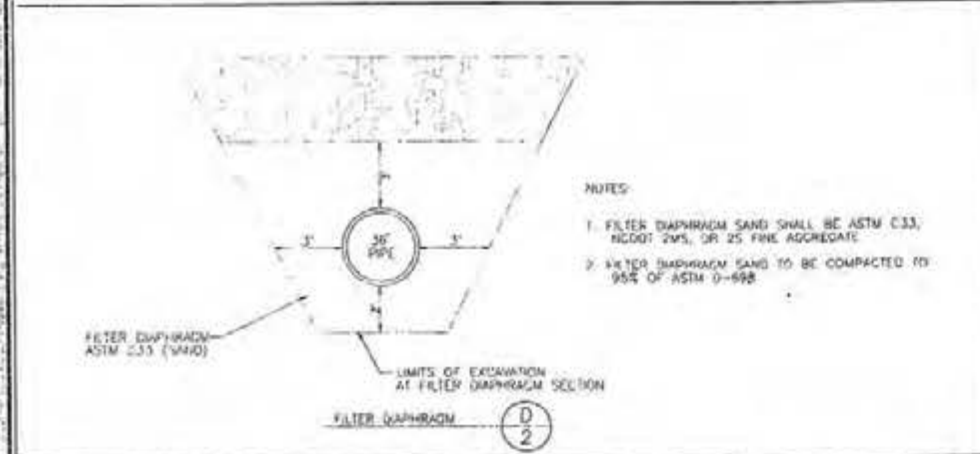 3'
36"
PIPE
3'
3'
2'
NOTES:
1. FILTER DIAPHRAGM SAND SHALL BE ASTM C33,
NCDOT 2MS, OR 2S FINE AGGREGATE
2. FILTER DIAPHRAGM SAND TO BE COMPACTED TO
95% OF ASTM D-698
FILTER DIAPHRAGM
ASTM C33 (SAND)
LIMITS OF EXCAVATION
AT FILTER DIAPHRAGM SECTION
FILTER DIAPHRAGM
D
2